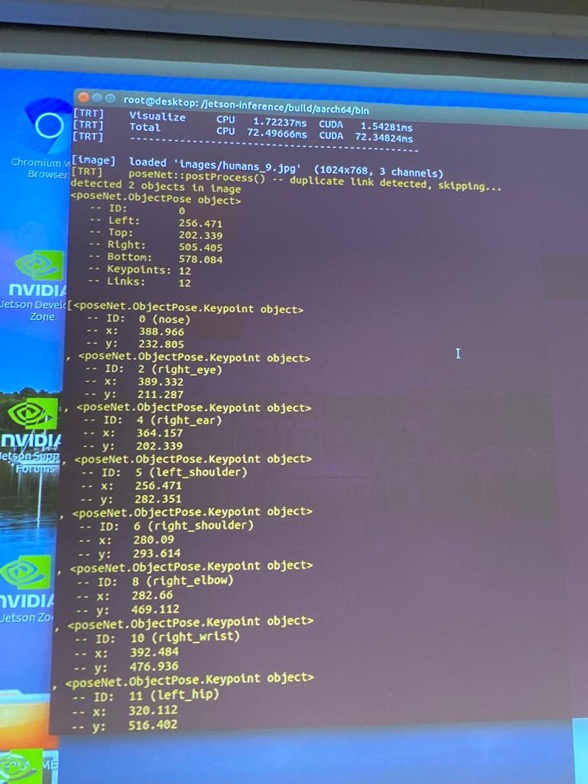 root@desktop: /jetson-inference/build/aarch64/bin
[TRT] Visualize CPU 1.72237ms CUDA 1.54281ms
[TRT] Total CPU 72.49666ms CUDA 72.34824ms
[TRT] --------------------------------------------------
[image] loaded 'images/humans_9.jpg' (1024x768, 3 channels)
[TRT] poseNet::postProcess() -- duplicate link detected, skipping...
detected 2 objects in image
<poseNet.ObjectPose object>
-- ID: 0
-- Left: 256.471
-- Top: 202.339
-- Right: 505.405
-- Bottom: 578.084
-- Keypoints: 12
-- Links: 12
[<poseNet.ObjectPose.Keypoint object>
-- ID: 0 (nose)
-- x: 388.966
-- y: 232.805
, <poseNet.ObjectPose.Keypoint object>
-- ID: 2 (right_eye)
-- x: 389.332
-- y: 211.287
, <poseNet.ObjectPose.Keypoint object>
-- ID: 4 (right_ear)
-- x: 364.157
-- y: 202.339
, <poseNet.ObjectPose.Keypoint object>
-- ID: 5 (left_shoulder)
-- x: 256.471
-- y: 282.351
, <poseNet.ObjectPose.Keypoint object>
-- ID: 6 (right_shoulder)
-- x: 280.09
-- y: 293.614
, <poseNet.ObjectPose.Keypoint object>
-- ID: 8 (right_elbow)
-- x: 282.66
-- y: 469.112
, <poseNet.ObjectPose.Keypoint object>
-- ID: 10 (right_wrist)
-- x: 392.484
-- y: 476.936
, <poseNet.ObjectPose.Keypoint object>
-- ID: 11 (left_hip)
-- x: 320.112
-- y: 516.402
Chromium W
Browser
NVIDIA
Jetson Devel
Zone
NVIDIA
Jetson Supp
Forums
NVIDIA
Jetson Zo